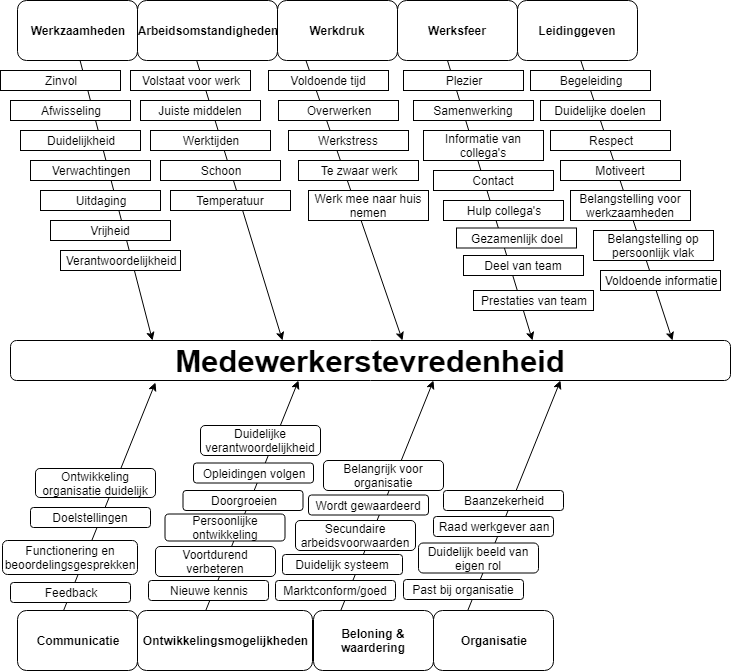 Werkzaamheden
Arbeidsomstandigheden
Werkdruk
Werksfeer
Leidinggeven
Zinvol
Afwisseling
Duidelijkheid
Verwachtingen
Uitdaging
Vrijheid
Verantwoordelijkheid
Volstaat voor werk
Juiste middelen
Werktijden
Schoon
Temperatuur
Voldoende tijd
Overwerken
Werkstress
Te zwaar werk
Werk mee naar huis
nemen
Plezier
Samenwerking
Informatie van
collega's
Contact
Hulp collega's
Gezamenlijk doel
Deel van team
Prestaties van team
Begeleiding
Duidelijke doelen
Respect
Motiveert
Belangstelling voor
werkzaamheden
Belangstelling op
persoonlijk vlak
Voldoende informatie
Medewerkerstevredenheid
Ontwikkeling
organisatie duidelijk
Doelstellingen
Functionering en
beoordelingsgesprekken
Feedback
Communicatie
Duidelijke
verantwoordelijkheid
Opleidingen volgen
Doorgroeien
Persoonlijke
ontwikkeling
Voortdurend
verbeteren
Nieuwe kennis
Ontwikkelingsmogelijkheden
Belangrijk voor
organisatie
Wordt gewaardeerd
Secundaire
arbeidsvoorwaarden
Duidelijk systeem
Marktconform/goed
Beloning &
waardering
Baanzekerheid
Raad werkgever aan
Duidelijk beeld van
eigen rol
Past bij organisatie
Organisatie